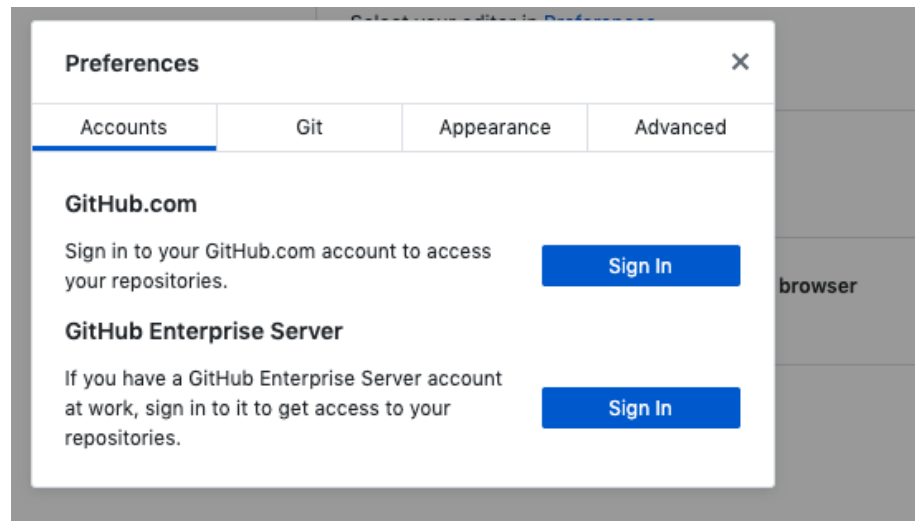 Preferences
Accounts
Git
Appearance
Advanced
GitHub.com
Sign in to your GitHub.com account to access
your repositories.
Sign In
browser
GitHub Enterprise Server
If you have a GitHub Enterprise Server account
at work, sign in to it to get access to your
repositories.
Sign In